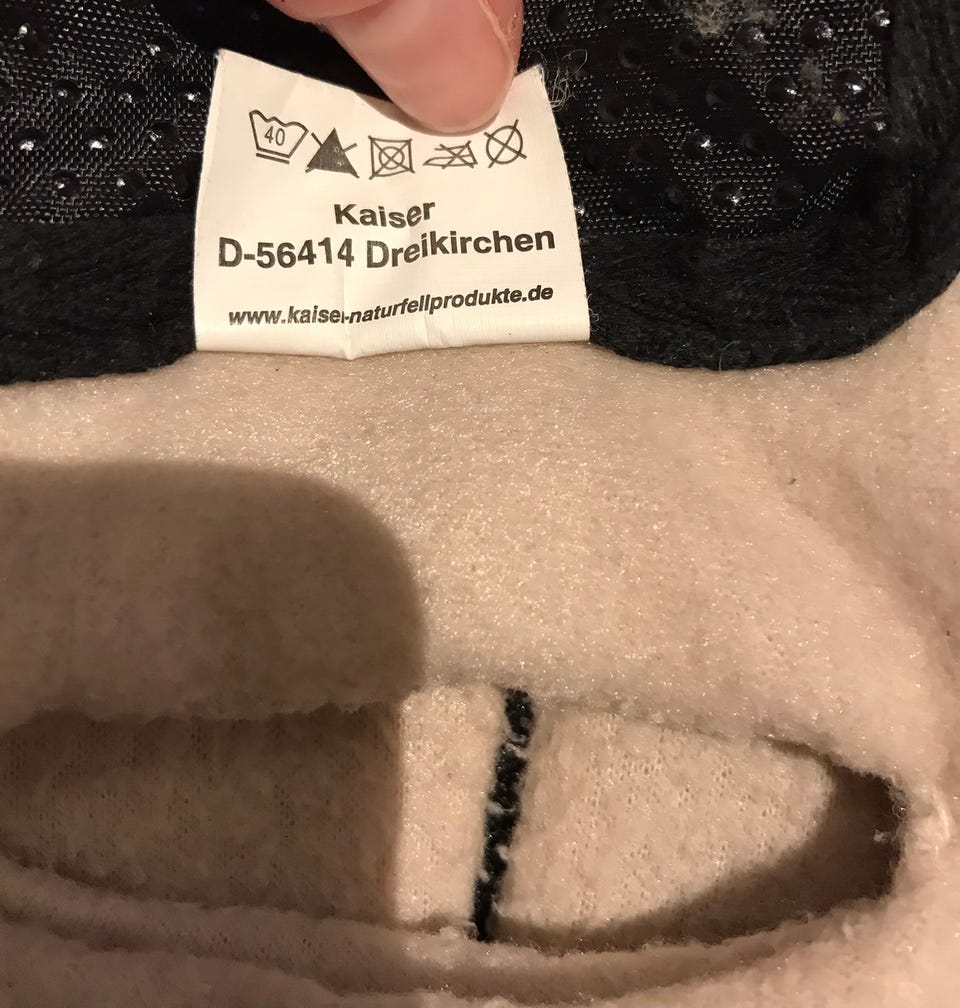 40
Kaiser
D-56414 Dreikirchen
www.kaiser-naturfellprodukte.de